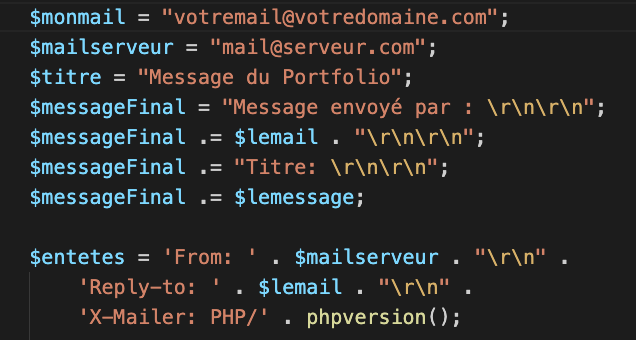 $monmail = "votremail@votredomaine.com";
$mailserveur = "mail@serveur.com";
$titre = "Message du Portfolio";
$messageFinal = "Message envoyé par : \r\n\r\n";
$messageFinal .= $lemail . "\r\n\r\n";
$messageFinal .= "Titre: \r\n\r\n";
$messageFinal .= $lemessage;

$entetes = 'From: ' . $mailserveur . "\r\n" .
    'Reply-to: ' . $lemail . "\r\n" .
    'X-Mailer: PHP/' . phpversion();